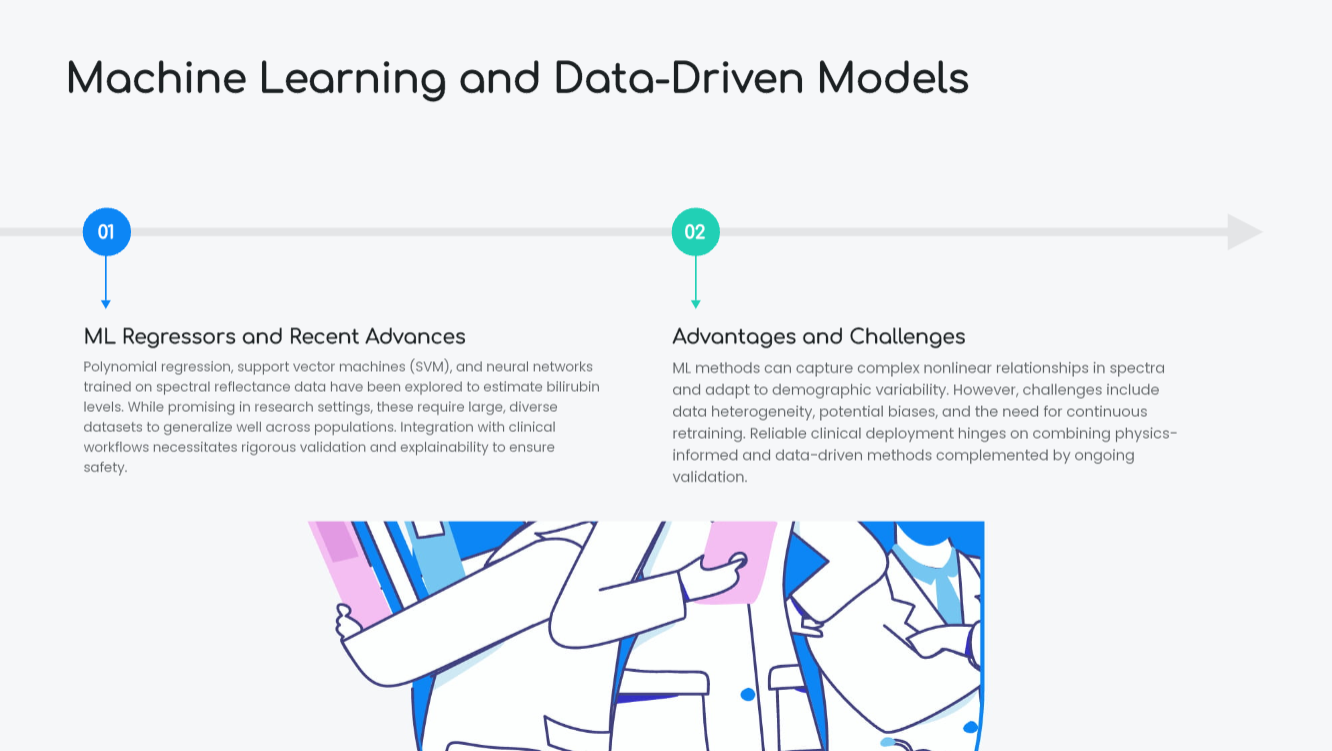 Machine Learning and Data-Driven Models
01
02
ML Regressors and Recent Advances
Polynomial regression, support vector machines (SVM), and neural networks
trained on spectral reflectance data have been explored to estimate bilirubin
levels. While promising in research settings, these require large, diverse
datasets to generalize well across populations. Integration with clinical
workflows necessitates rigorous validation and explainability to ensure
safety.
Advantages and Challenges
ML methods can capture complex nonlinear relationships in spectra
and adapt to demographic variability. However, challenges include
data heterogeneity, potential biases, and the need for continuous
retraining. Reliable clinical deployment hinges on combining physics-
informed and data-driven methods complemented by ongoing
validation.